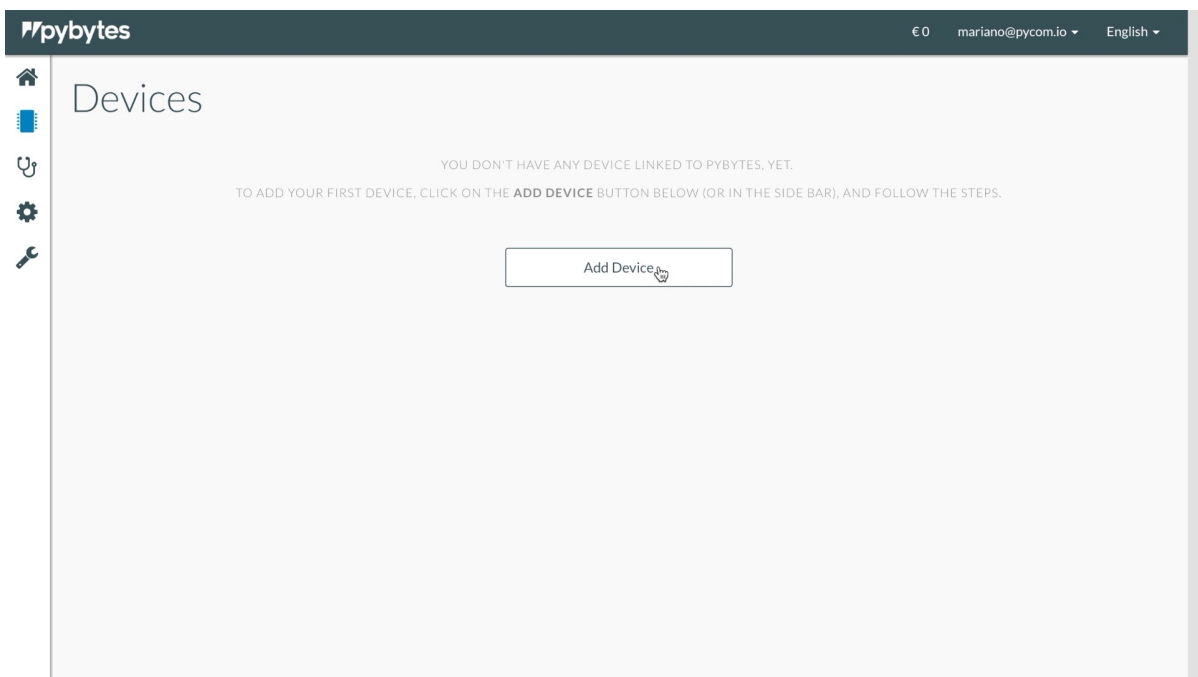 pybytes
€ 0
mariano@pycom.io
English
Devices
YOU DON'T HAVE ANY DEVICE LINKED TO PYBYTES, YET.
TO ADD YOUR FIRST DEVICE, CLICK ON THE ADD DEVICE BUTTON BELOW (OR IN THE SIDE BAR), AND FOLLOW THE STEPS.
Add Device